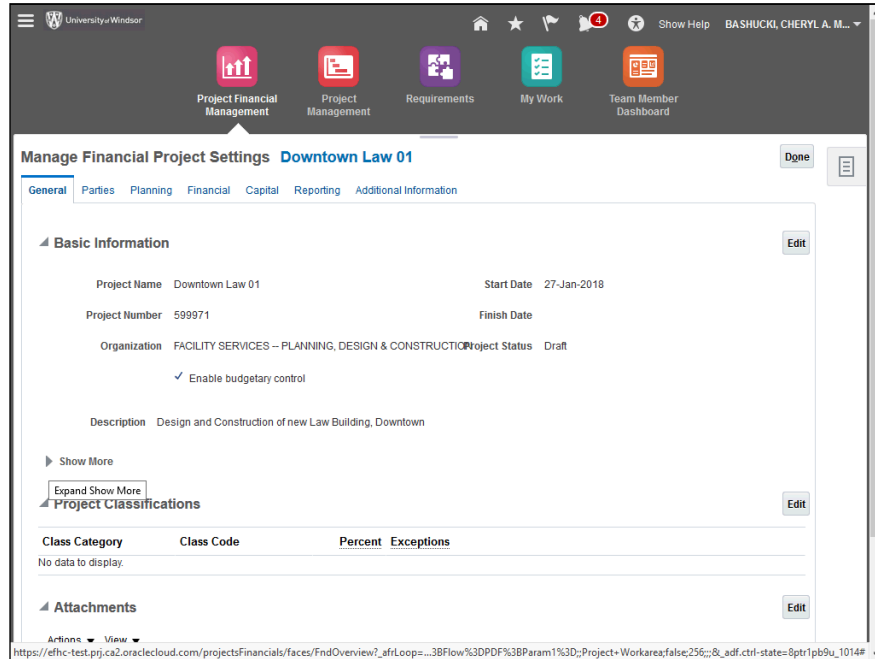 University of Windsor
4
Show Help BASHUCKI, CHERYL A. M...
Project Financial Management
Project Management
Requirements
My Work
Team Member Dashboard
Manage Financial Project Settings Downtown Law 01
Done
General Parties Planning Financial Capital Reporting Additional Information
Basic Information
Edit
Project Name Downtown Law 01
Start Date 27-Jan-2018
Project Number 599971
Finish Date
Organization FACILITY SERVICES -- PLANNING, DESIGN & CONSTRUCTION
Project Status Draft
Enable budgetary control
Description Design and Construction of new Law Building, Downtown
Show More
Expand Show More
Project Classifications
Edit
Class Category Class Code Percent Exceptions
No data to display.
Attachments
Edit
Actions View
https://efhc-test.prj.ca2.oraclecloud.com/projectsFinancials/faces/FndOverview?_afrLoop=...3BFlow%3DPDF%3BParam1%3D;;Project+Workarea;false;256;;;&_adf.ctrl-state=8ptr1pb9u_1014#